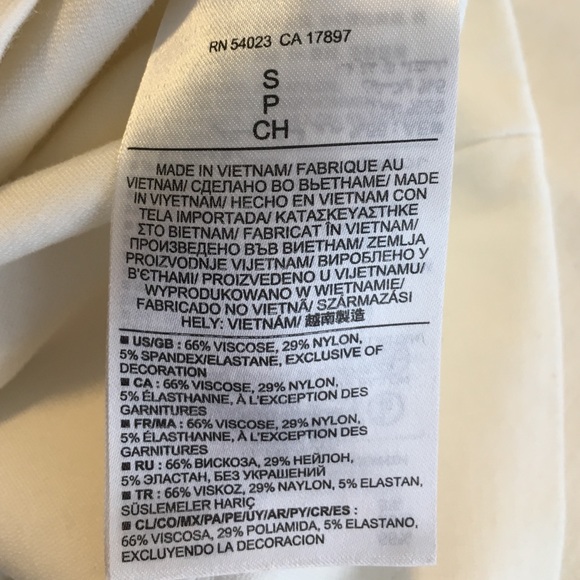 RN 54023 CA 17897
S
P
CH
MADE IN VIETNAM/ FABRIQUE AU
VIETNAM/ СДЕЛАНО ВО ВЬЕТНАМЕ/ MADE
IN VIYETNAM/ HECHO EN VIETNAM CON
TELA IMPORTADA/ ΚΑΤΑΣΚΕΥΑΣΤΗΚΕ
ΣΤΟ ΒΙΕΤΝΑΜ/ FABRICAT ÎN VIETNAM/
ПРОИЗВЕДЕНО ВЪВ ВИЕТНАМ/ ZEMLJA
PROIZVODNJE VIJETNAM/ ВИРОБЛЕНО У
В'ЄТНАМІ/ PROIZVEDENO U VIJETNAMU/
WYPRODUKOWANO W WIETNAMIE/
FABRICADO NO VIETNÃ/ SZÁRMAZÁSI
HELY: VIETNÁM/ 越南製造
■ US/GB : 66% VISCOSE, 29% NYLON,
5% SPANDEX/ELASTANE, EXCLUSIVE OF
DECORATION
■ CA : 66% VISCOSE, 29% NYLON,
5% ÉLASTHANNE, À L'EXCEPTION DES
GARNITURES
■ FR/MA : 66% VISCOSE, 29% NYLON,
5% ÉLASTHANNE, À L'EXCEPTION DES
GARNITURES
■ RU : 66% ВИСКОЗА, 29% НЕЙЛОН,
5% ЭЛАСТАН, БЕЗ УКРАШЕНИЙ
■ TR : 66% VISKOZ, 29% NAYLON, 5% ELASTAN,
SÜSLEMELER HARİÇ
■ CL/CO/MX/PA/PE/UY/AR/PY/CR/ES :
66% VISCOSA, 29% POLIAMIDA, 5% ELASTANO,
EXCLUYENDO LA DECORACION